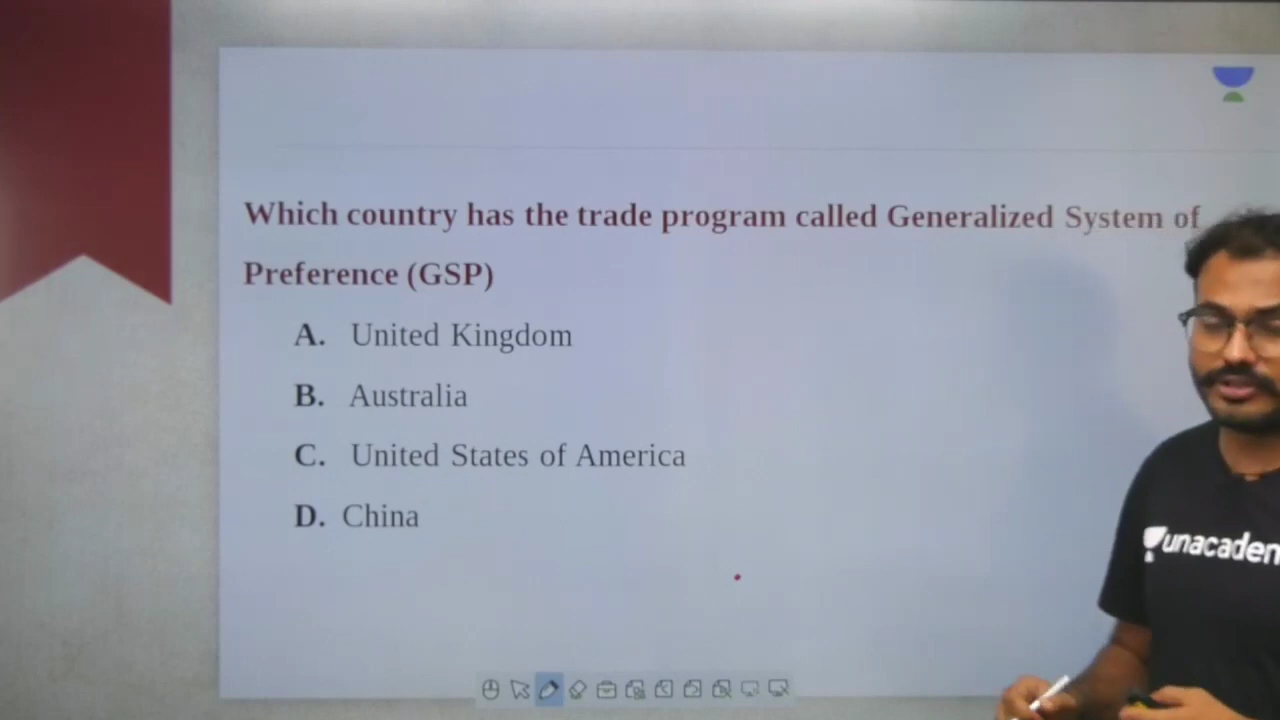 Which country has the trade program called Generalized System of
Preference (GSP)
A. United Kingdom
B. Australia
C. United States of America
D. China
unacadem